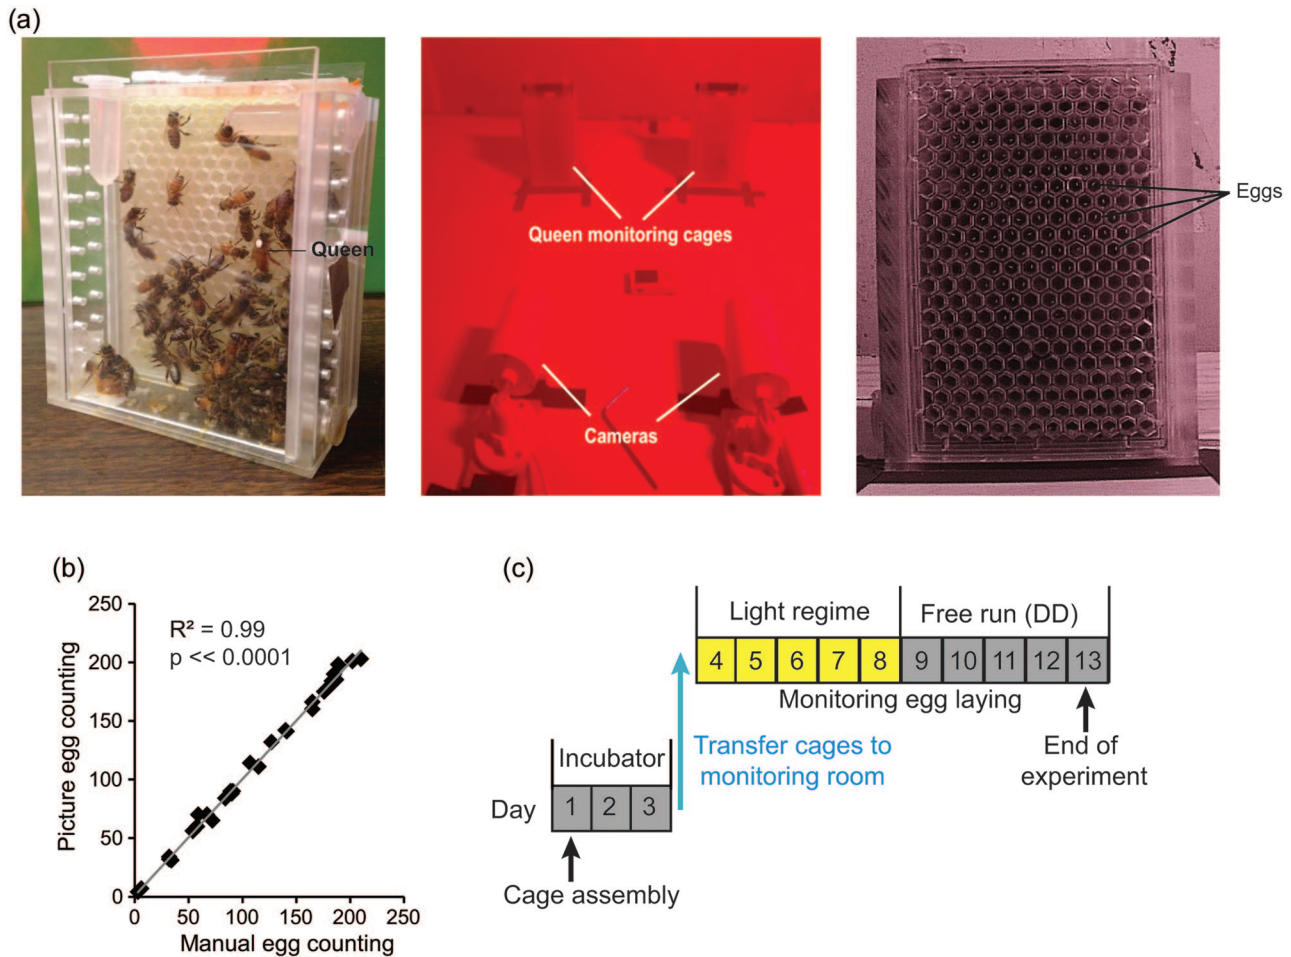 (a)
Queen
Queen monitoring cages
Cameras
Eggs
(b)
250
200
150
100
50
0
R² = 0.99
p << 0.0001
Picture egg counting
0 50 100 150 200 250
Manual egg counting
(c)
Light regime Free run (DD)
4 5 6 7 8 9 10 11 12 13
Monitoring egg laying
Transfer cages to
monitoring room
End of
experiment
Incubator
Day 1 2 3
Cage assembly